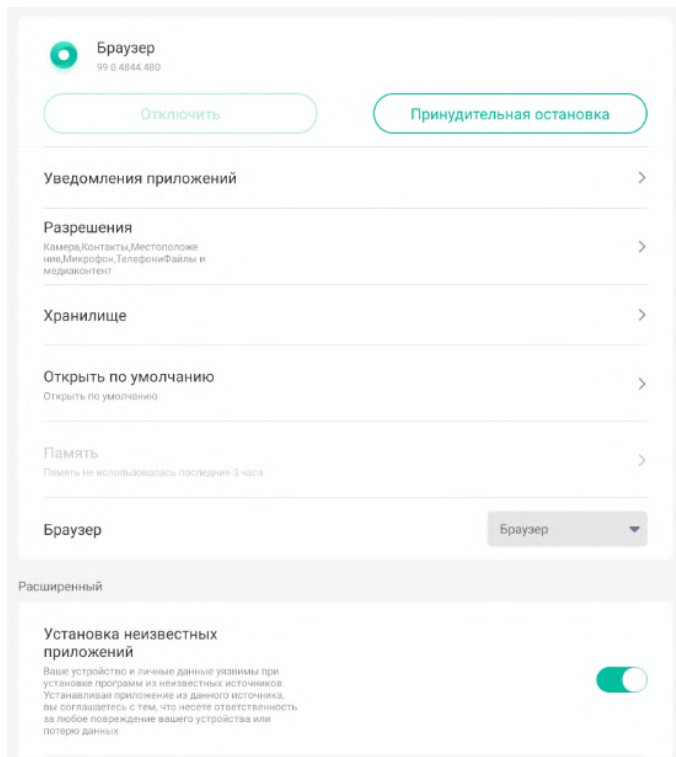 Браузер
99.0.4844.480
Отключить
Принудительная остановка
Уведомления приложений
Разрешения
Камера,Контакты,Местоположе
ние,Микрофон,ТелефониФайлы и
медиаконтент
Хранилище
Открыть по умолчанию
Открыть по умолчанию
Память
Память не использовалась последние 3 часа
Браузер
Браузер
Расширенный
Установка неизвестных
приложений
Ваше устройство и личные данные уязвимы при
установке программ из неизвестных источников.
Устанавливая приложение из данного источника,
вы соглашаетесь с тем, что несете ответственность
за любое повреждение вашего устройства или
потерю данных